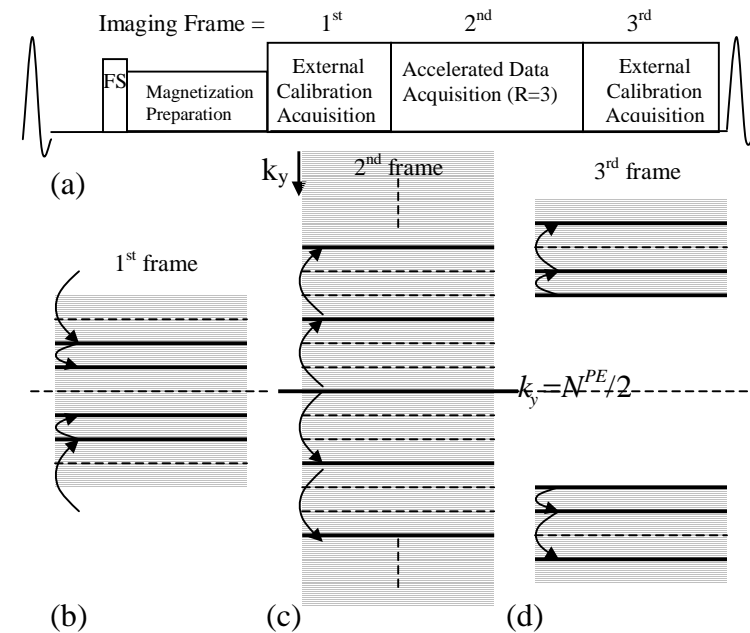 Imaging Frame = 1st 2nd 3rd
FS
Magnetization
Preparation
External
Calibration
Acquisition
Accelerated Data
Acquisition (R=3)
External
Calibration
Acquisition
(a)
ky
2nd frame
3rd frame
1st frame
ky=NPE/2
(b)
(c)
(d)